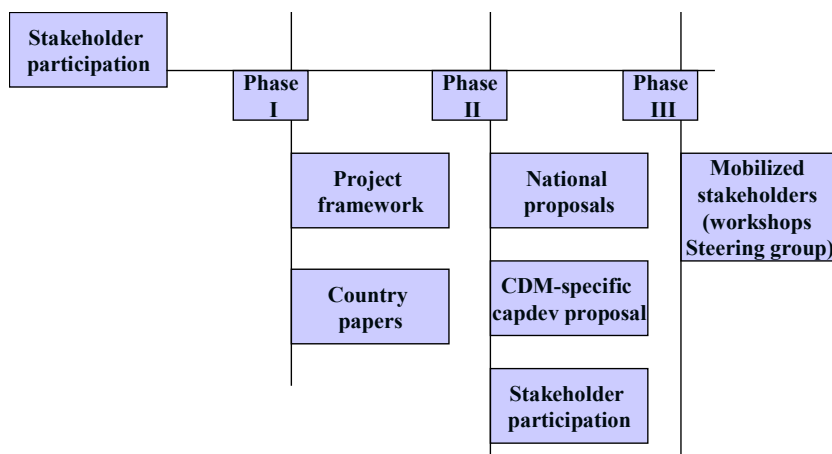 Stakeholder
participation
Phase
I
Phase
II
Phase
III
Project
framework
Country
papers
National
proposals
CDM-specific
capdev proposal
Stakeholder
participation
Mobilized
stakeholders
(workshops
Steering group)